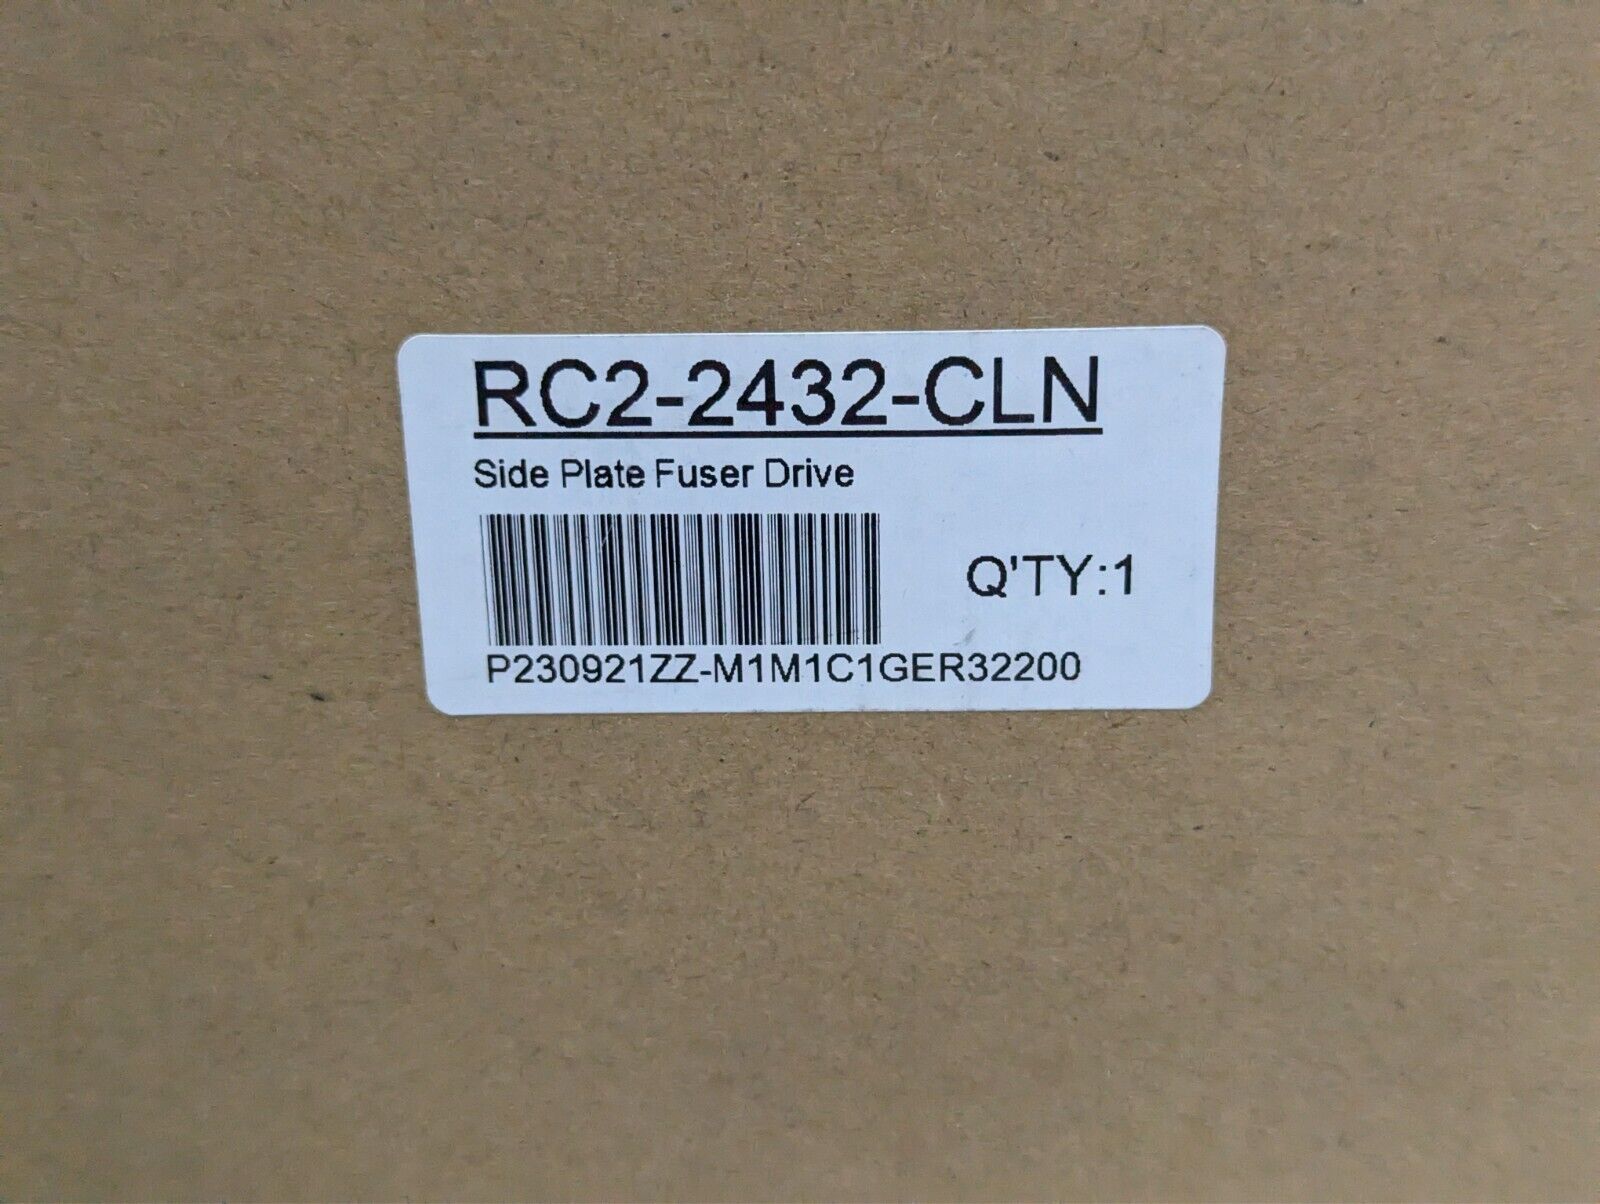 RC2-2432-CLN
Side Plate Fuser Drive
Q'TY:1
P230921ZZ-M1M1C1GER32200